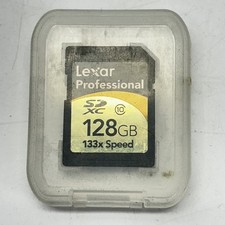 Lexar
Professional
SD XC 10
128GB
133x Speed